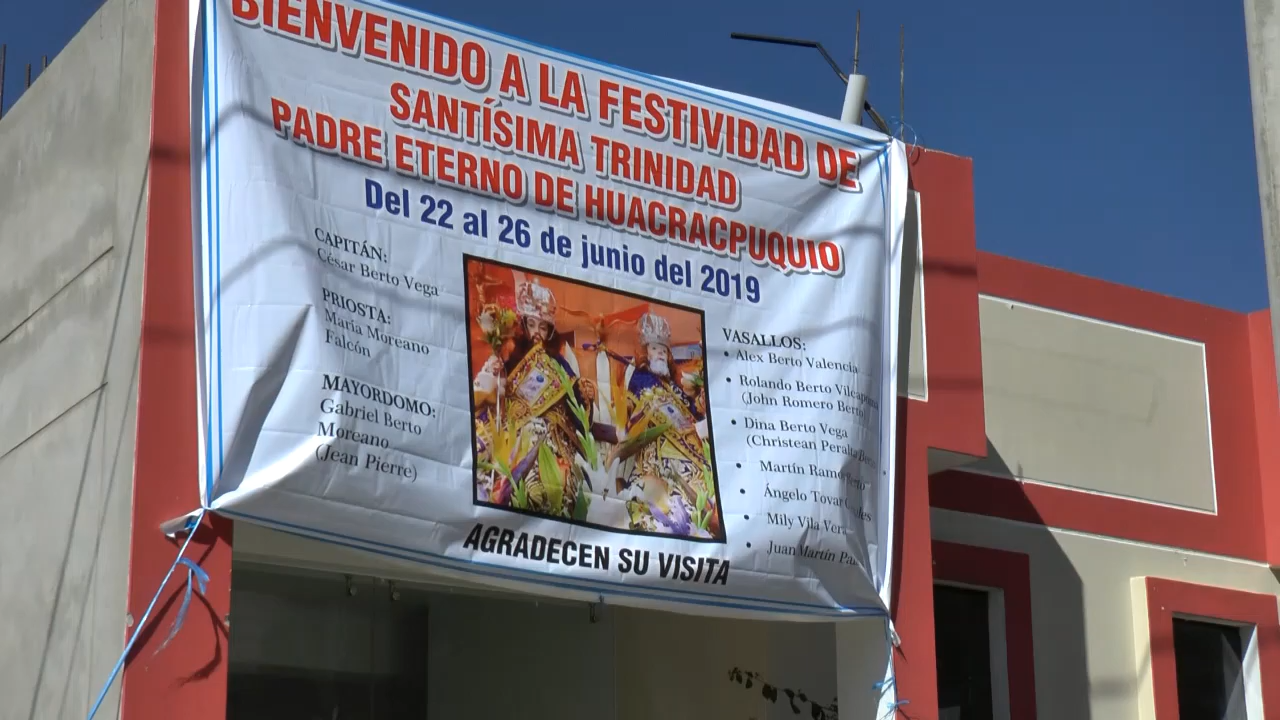 BIENVENIDO A LA FESTIVIDAD DE
SANTÍSIMA TRINIDAD
PADRE ETERNO DE HUACRACPUQUIO
Del 22 al 26 de junio del 2019
CAPITÁN:
César Berto Vega
PRIOSTA:
María Moreano
Falcón
MAYORDOMO:
Gabriel Berto
Moreano
(Jean Pierre)
VASALLOS:
• Alex Berto Valencia
• Rolando Berto
(John Romero Berto)
• Dina Berto Vega
(Christean Peralta
• Martín
• Ángelo Tovar
• Mily Vila
• Juan Martín
AGRADECEN SU VISITA